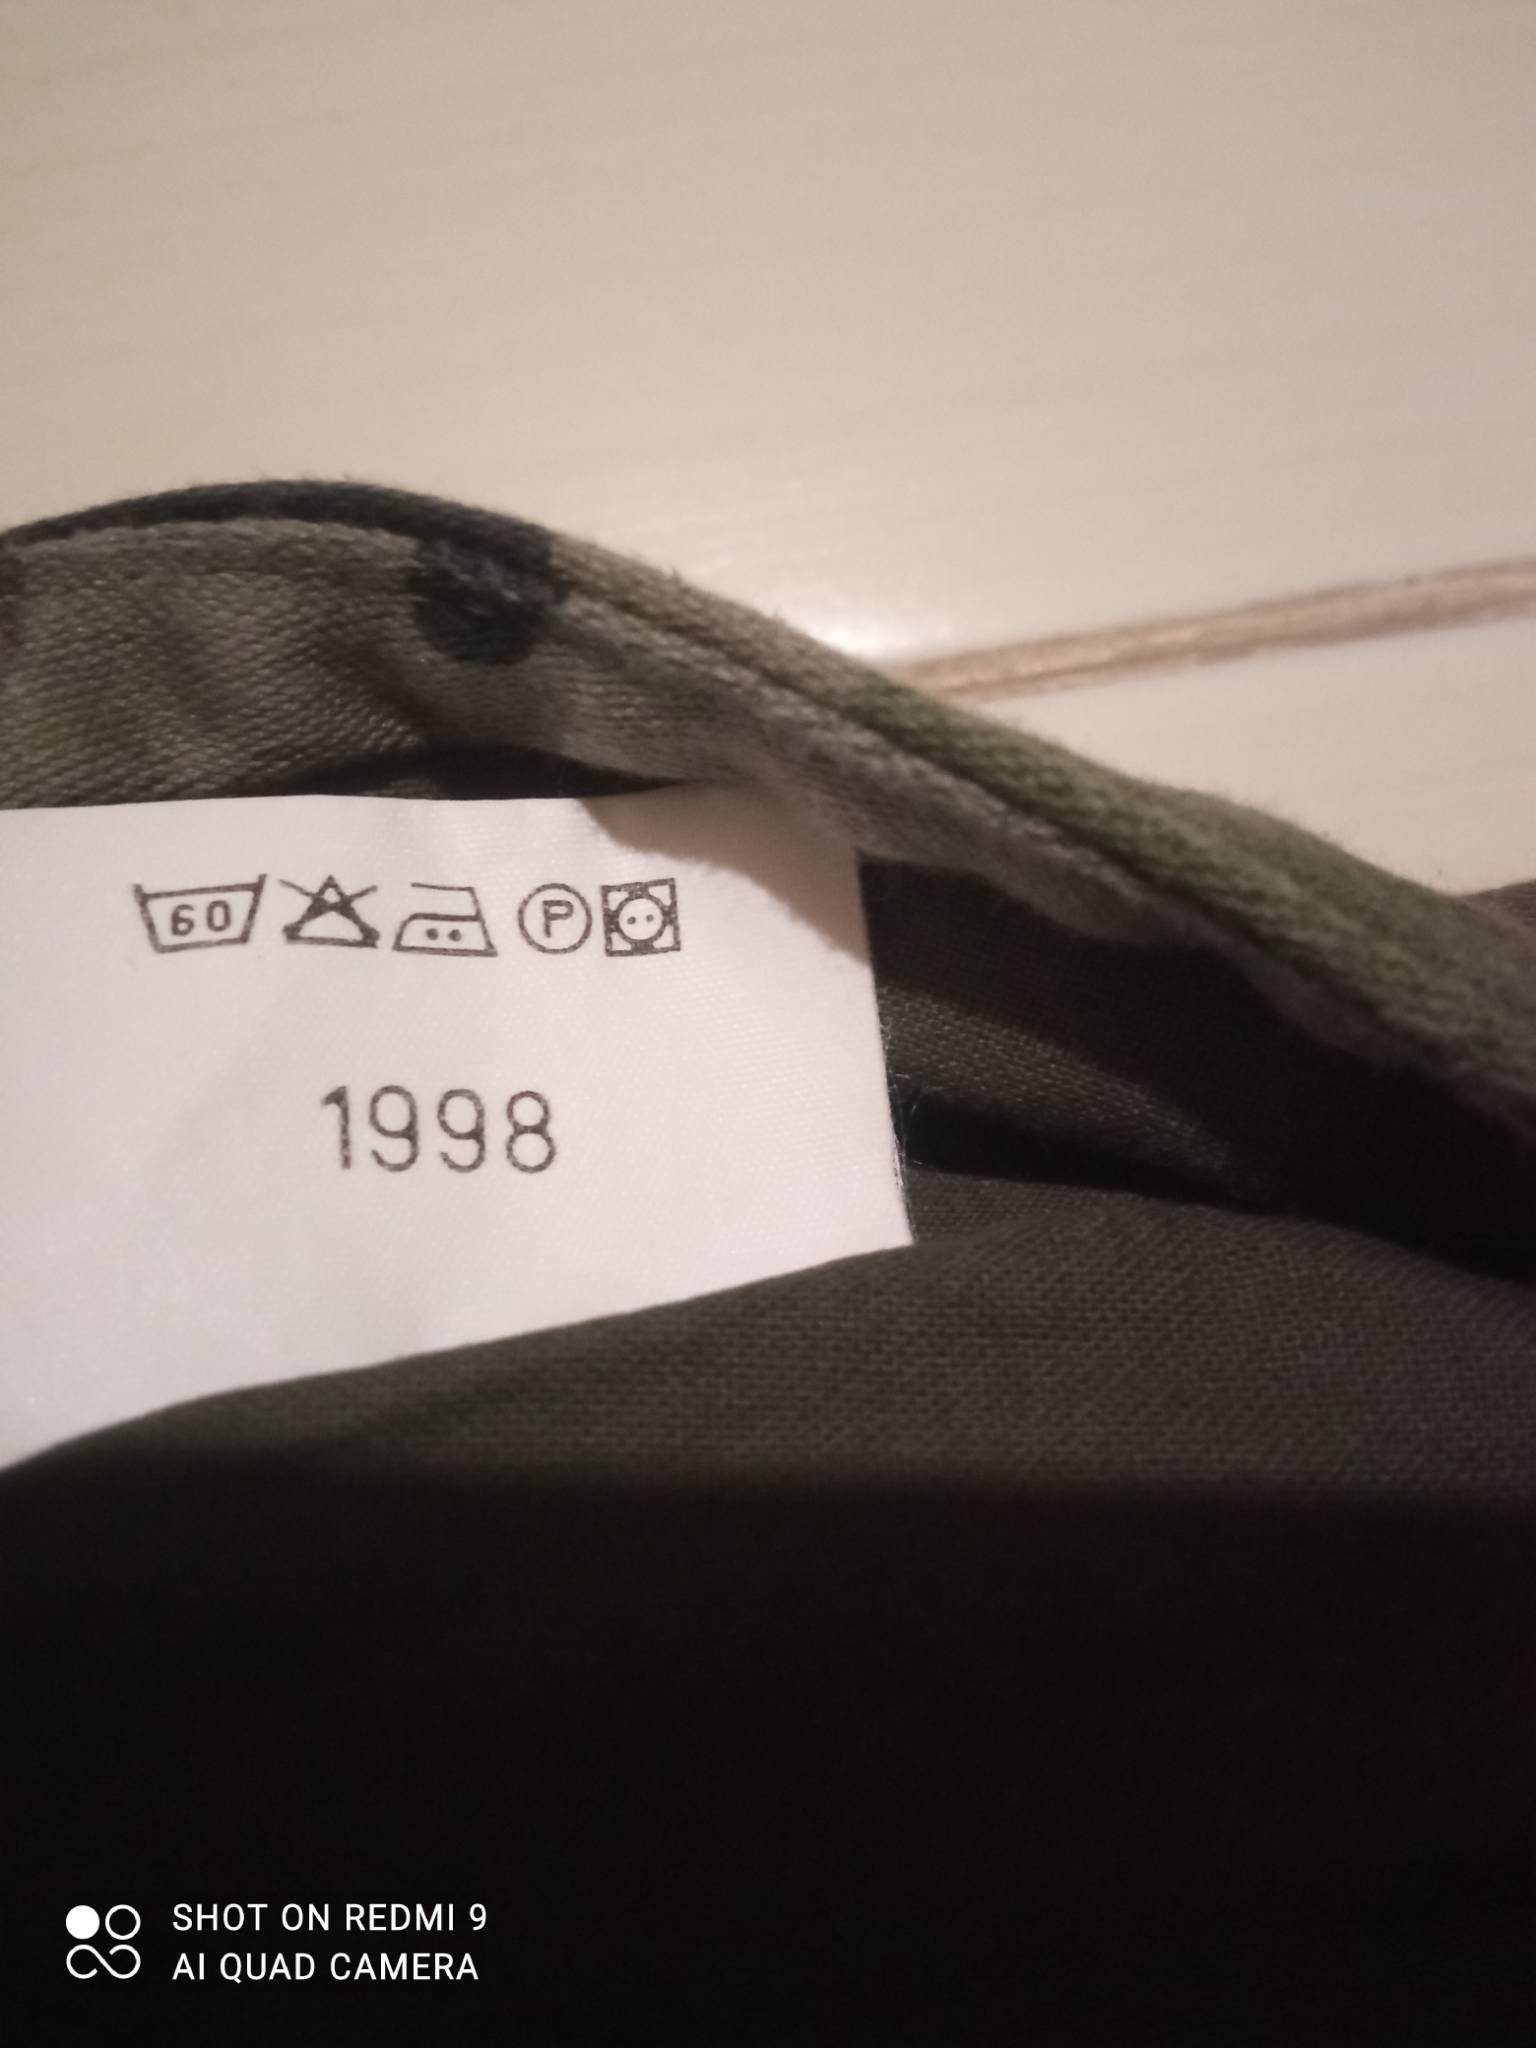 60 P
1998
SHOT ON REDMI 9
AI QUAD CAMERA